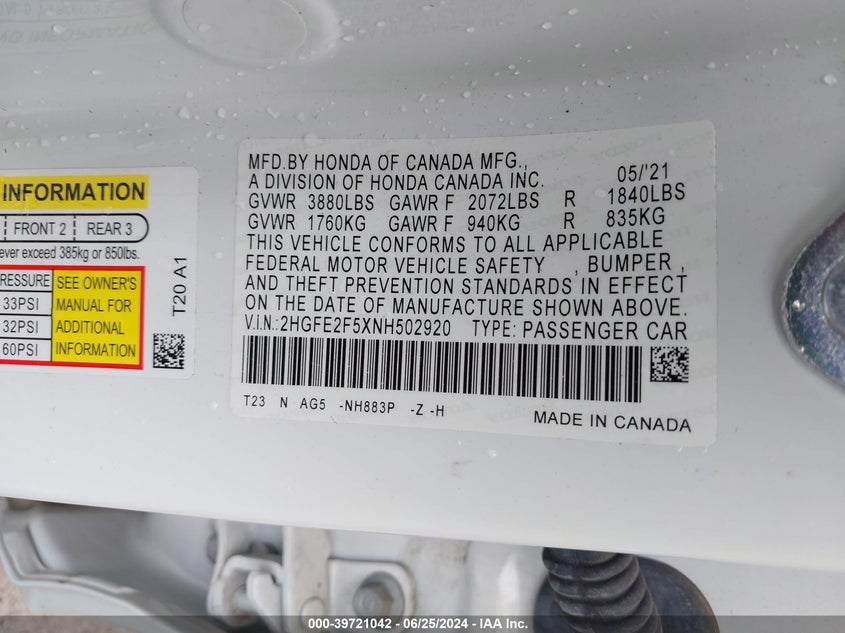 INFORMATION
FRONT 2 REAR 3
ever exceed 385kg or 850lbs.
PRESSURE
33PSI
32PSI
60PSI
SEE OWNER'S
MANUAL FOR
ADDITIONAL
INFORMATION
T20 A1
MFD.BY HONDA OF CANADA MFG., 05/'21
A DIVISION OF HONDA CANADA INC.
GVWR 3880LBS GAWR F 2072LBS R 1840LBS
GVWR 1760KG GAWR F 940KG R 835KG
THIS VEHICLE CONFORMS TO ALL APPLICABLE
FEDERAL MOTOR VEHICLE SAFETY , BUMPER ,
AND THEFT PREVENTION STANDARDS IN EFFECT
ON THE DATE OF MANUFACTURE SHOWN ABOVE.
V.I.N.:2HGFE2F5XNH502920 TYPE: PASSENGER CAR
T23 N AG5 -NH883P -Z -H
MADE IN CANADA
000-39721042 / 06/25/2024 - IAA Inc.